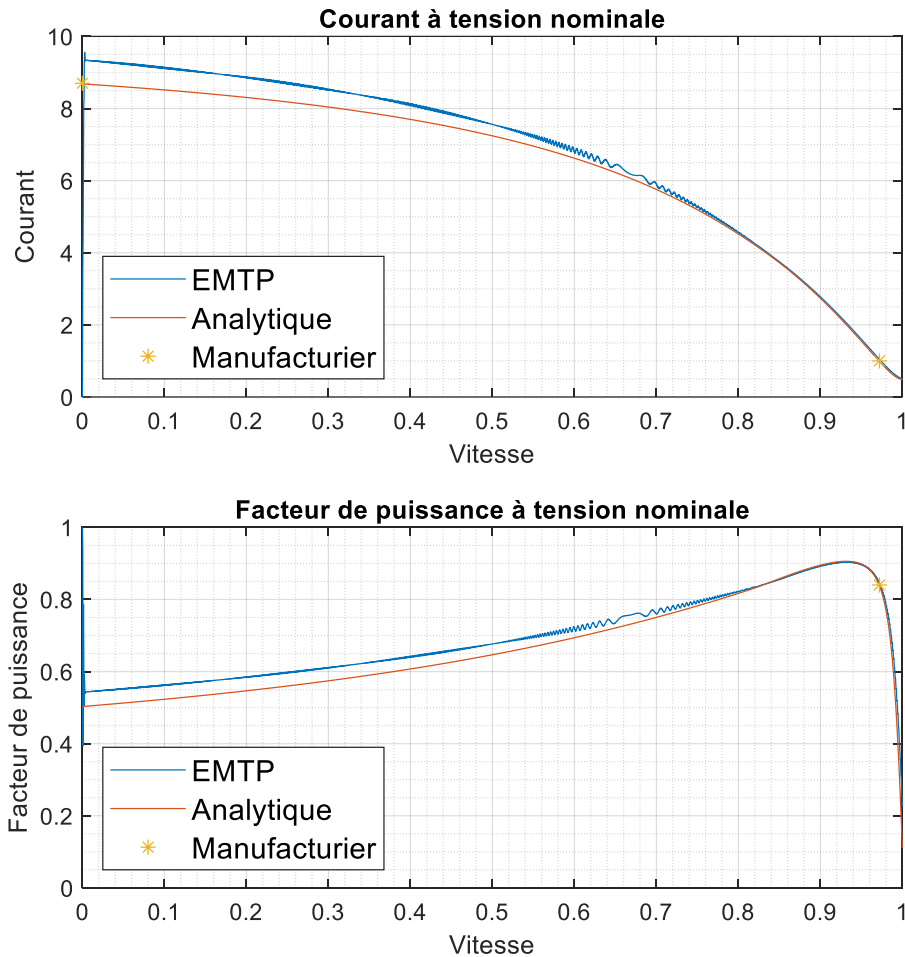 Courant à tension nominale
10
8
6
4
2
0
Courant
EMTP
Analytique
Manufacturier
0 0.1 0.2 0.3 0.4 0.5 0.6 0.7 0.8 0.9 1
Vitesse
Facteur de puissance à tension nominale
1
0.8
0.6
0.4
0.2
0
Facteur de puissance
EMTP
Analytique
Manufacturier
0 0.1 0.2 0.3 0.4 0.5 0.6 0.7 0.8 0.9 1
Vitesse